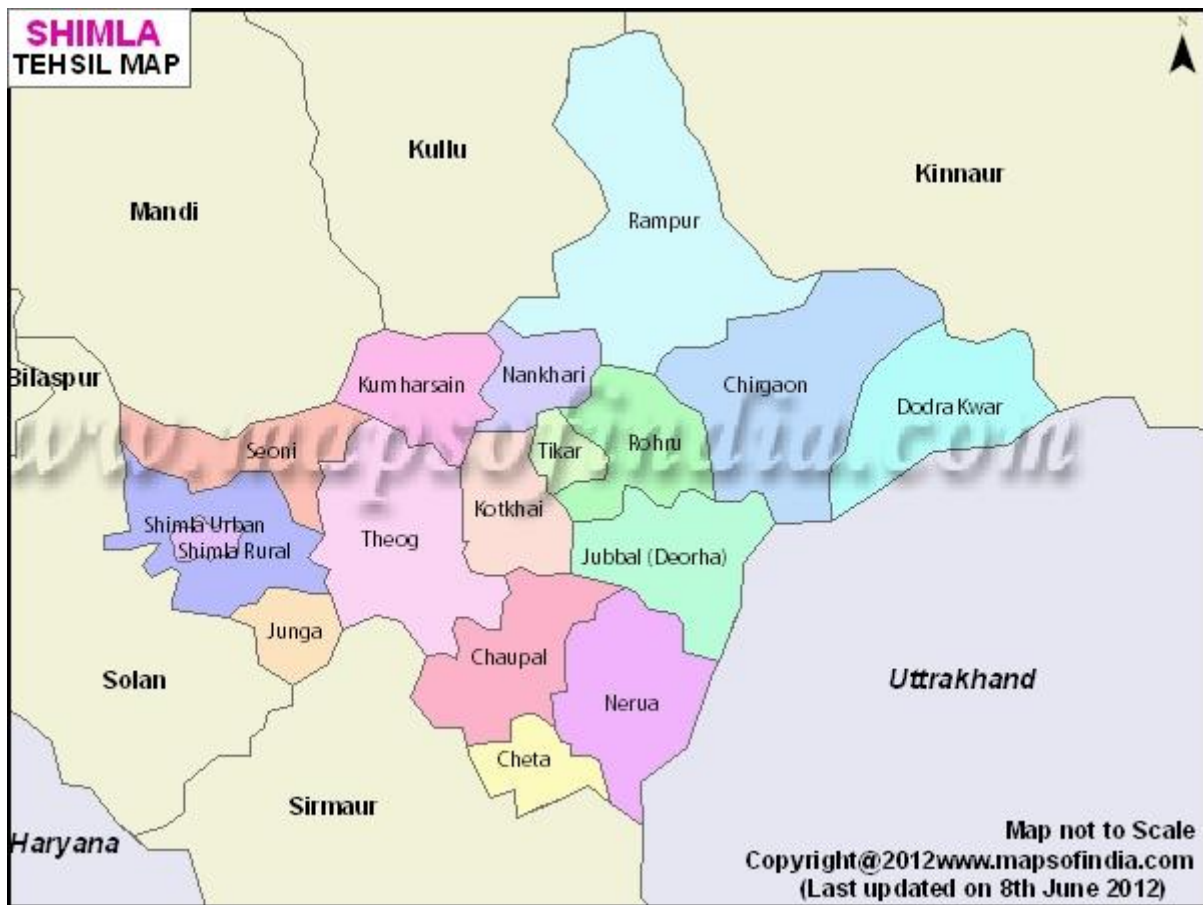 SHIMLA
TEHSIL MAP
N
Kullu
Kinnaur
Mandi
Rampur
Bilaspur
Kumharsain
Nankhari
Chirgaon
Dodra Kwar
www.mapsofindia.com
Seoni
Tikar
Rohru
Kotkhai
Shimla Urban
Shimla Rural
Theog
Jubbal (Deorha)
Junga
Chaupal
Solan
Uttrakhand
Nerua
Cheta
Sirmaur
Haryana
Map not to Scale
Copyright@2012www.mapsofindia.com
(Last updated on 8th June 2012)